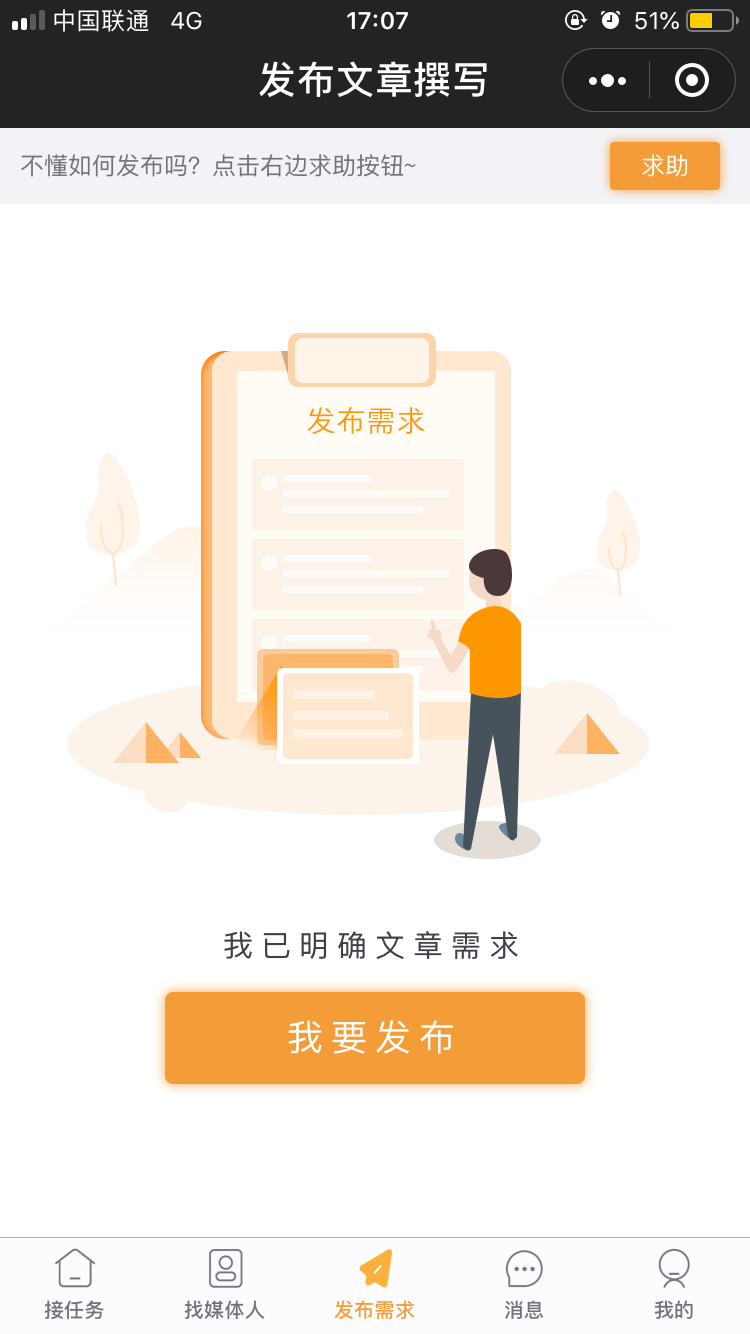 中国联通 4G 17:07 51%
发布文章撰写
不懂如何发布吗？点击右边求助按钮~ 求助
发布需求
我已明确文章需求
我要发布
接任务 找媒体人 发布需求 消息 我的